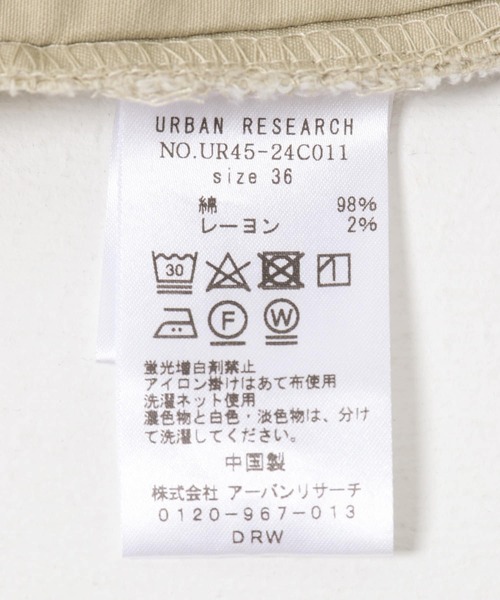 URBAN RESEARCH
NO.UR45-24C011
size 36
綿 98%
レーヨン 2%
30
F W
蛍光増白剤禁止
アイロン掛けはあて布使用
洗濯ネット使用
濃色物と白色・淡色物は、分け
て洗濯してください。
中国製
株式会社 アーバンリサーチ
0120-967-013
DRW